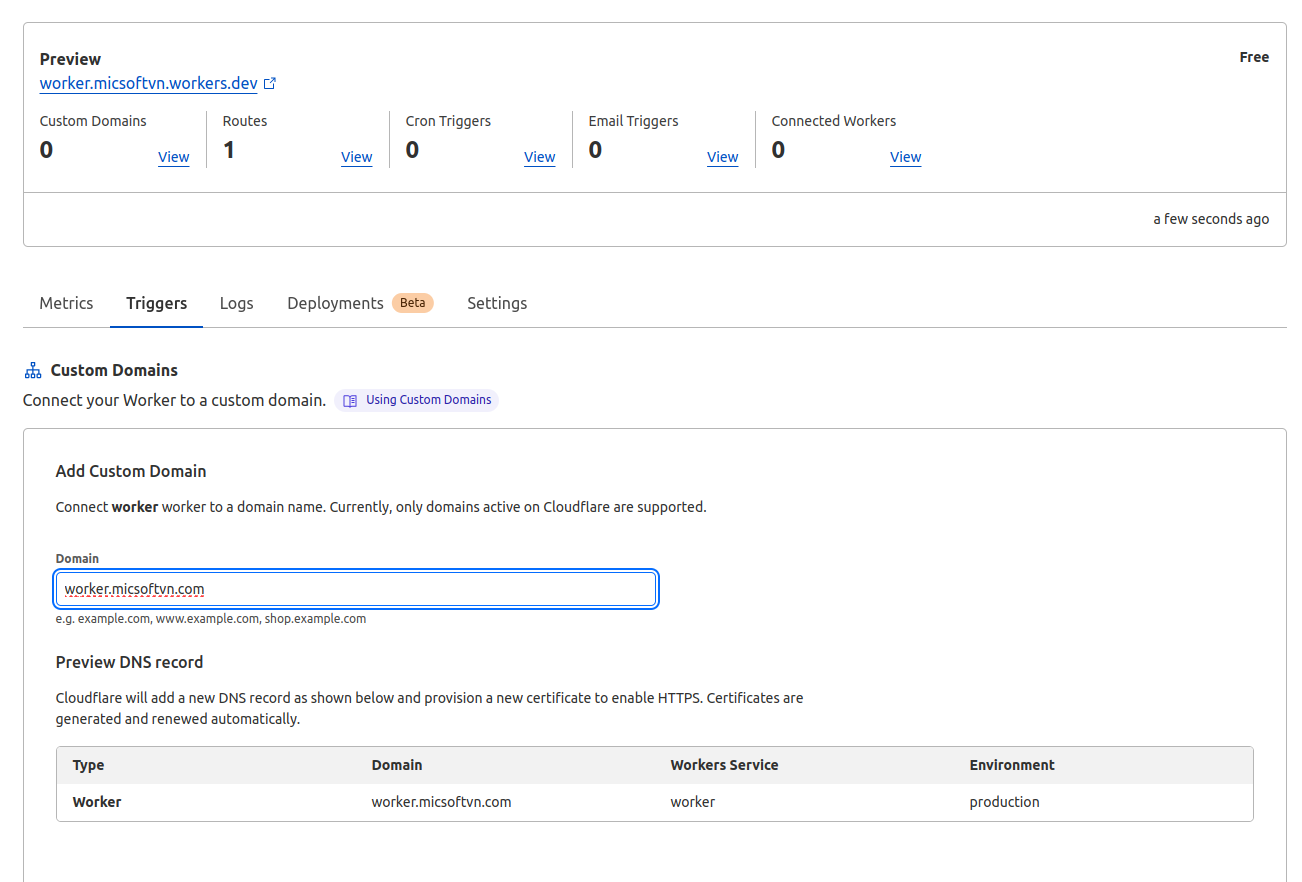 Preview
Free
worker.micsoftvn.workers.dev
Custom Domains Routes Cron Triggers Email Triggers Connected Workers
0 View 1 View 0 View 0 View 0 View
a few seconds ago
Metrics Triggers Logs Deployments Beta Settings
Custom Domains
Connect your Worker to a custom domain. Using Custom Domains
Add Custom Domain
Connect worker worker to a domain name. Currently, only domains active on Cloudflare are supported.
Domain
worker.micsoftvn.com
e.g. example.com, www.example.com, shop.example.com
Preview DNS record
Cloudflare will add a new DNS record as shown below and provision a new certificate to enable HTTPS. Certificates are
generated and renewed automatically.
Type Domain Workers Service Environment
Worker worker.micsoftvn.com worker production